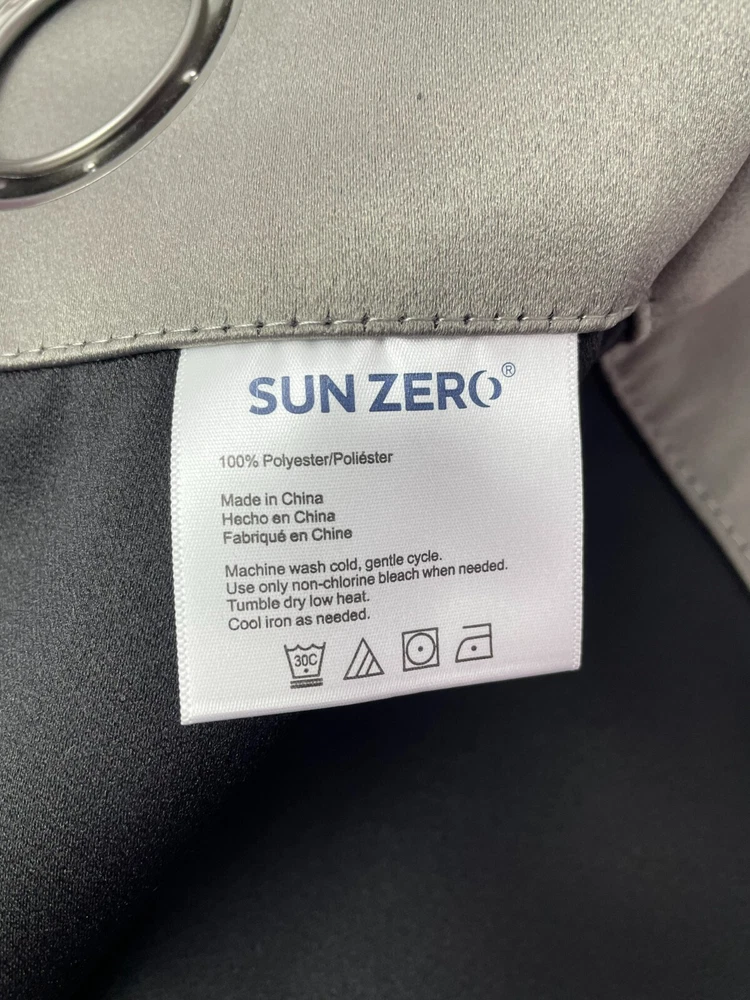 SUN ZERO®
100% Polyester/Poliéster
Made in China
Hecho en China
Fabriqué en Chine
Machine wash cold, gentle cycle.
Use only non-chlorine bleach when needed.
Tumble dry low heat.
Cool iron as needed.
30C